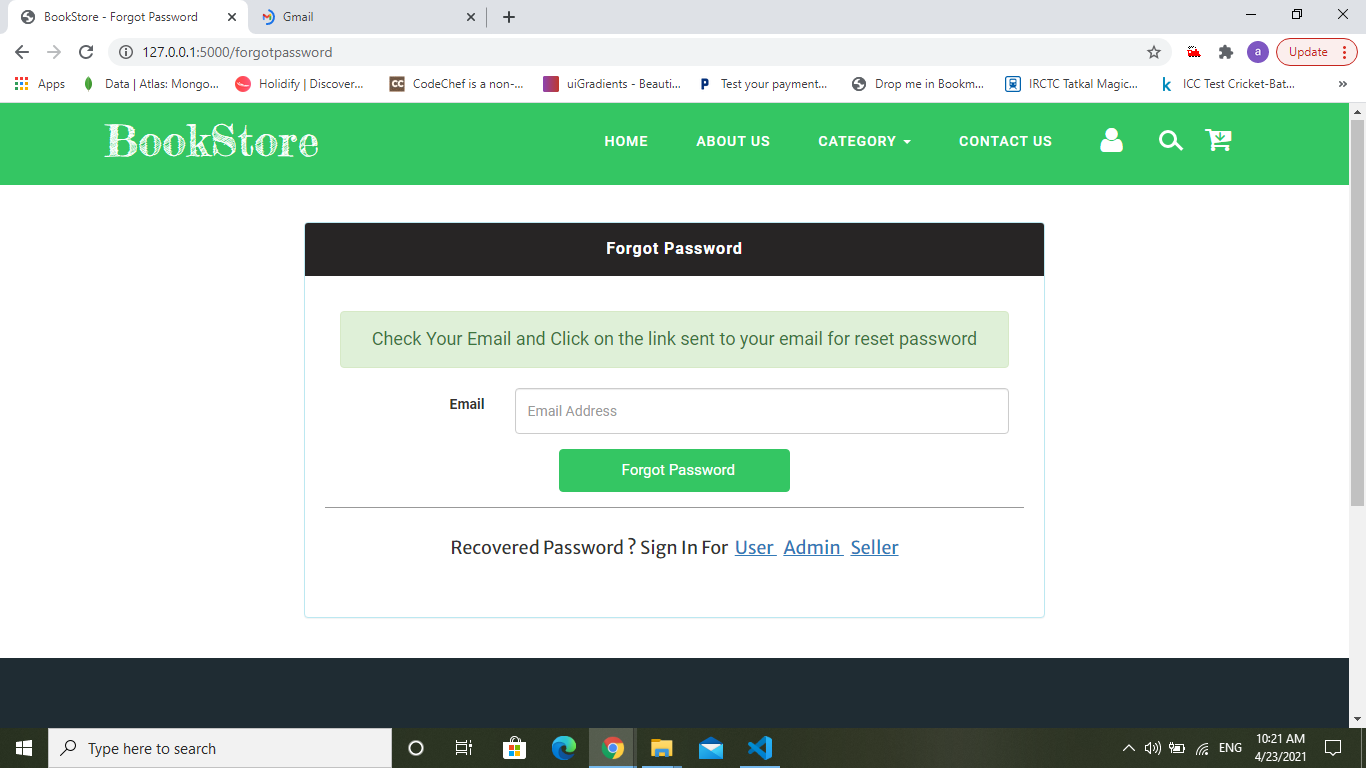 BookStore - Forgot Password
Gmail
127.0.0.1:5000/forgotpassword
a
Update
Apps
Data | Atlas: Mongo...
Holidify | Discover...
CC
CodeChef is a non-...
uiGradients - Beauti...
P
Test your payment...
Drop me in Bookm...
IRCTC Tatkal Magic...
k
ICC Test Cricket-Bat...
»
BookStore
HOME
ABOUT US
CATEGORY
CONTACT US
Forgot Password
Check Your Email and Click on the link sent to your email for reset password
Email
Email Address
Forgot Password
Recovered Password ? Sign In For User Admin Seller
Type here to search
ENG
10:21 AM
4/23/2021